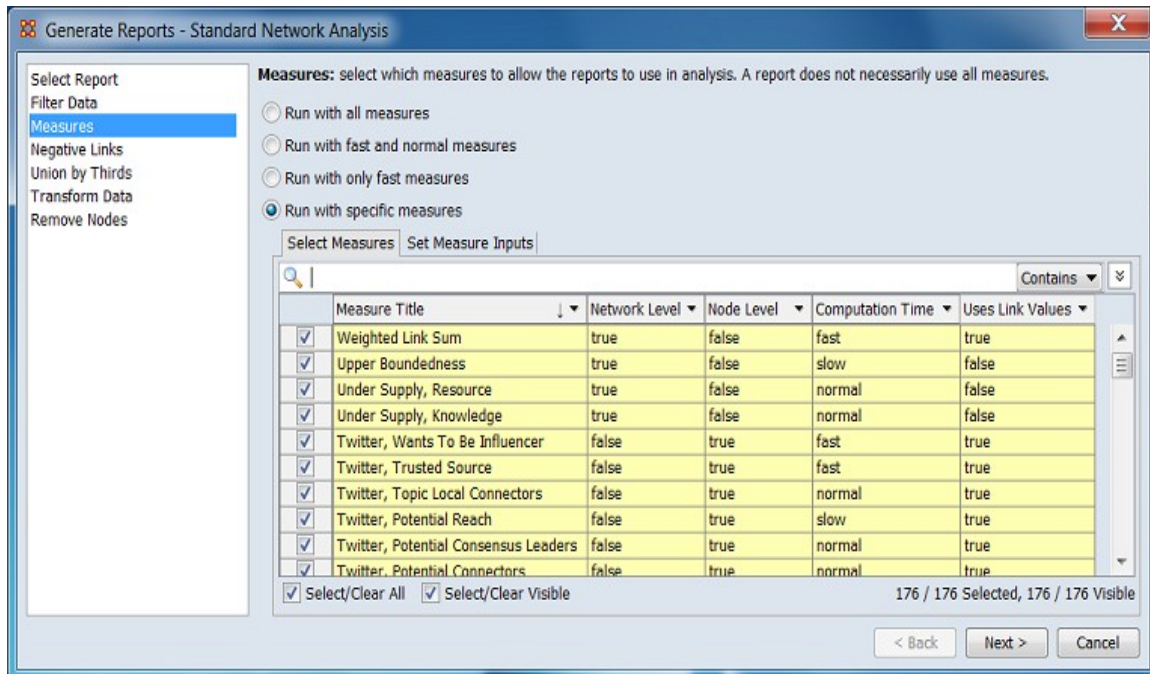 Generate Reports - Standard Network Analysis
X
Select Report
Filter Data
Measures
Negative Links
Union by Thirds
Transform Data
Remove Nodes
Measures: select which measures to allow the reports to use in analysis. A report does not necessarily use all measures.
Run with all measures
Run with fast and normal measures
Run with only fast measures
Run with specific measures
Select Measures Set Measure Inputs
Contains
Measure Title Network Level Node Level Computation Time Uses Link Values
Weighted Link Sum true false fast true
Upper Boundedness true false slow false
Under Supply, Resource true false normal false
Under Supply, Knowledge true false normal false
Twitter, Wants To Be Influencer false true fast true
Twitter, Trusted Source false true fast true
Twitter, Topic Local Connectors false true normal true
Twitter, Potential Reach false true slow true
Twitter, Potential Consensus Leaders false true normal true
Twitter, Potential Connectors false true normal true
Select/Clear All Select/Clear Visible 176 / 176 Selected, 176 / 176 Visible
< Back Next > Cancel